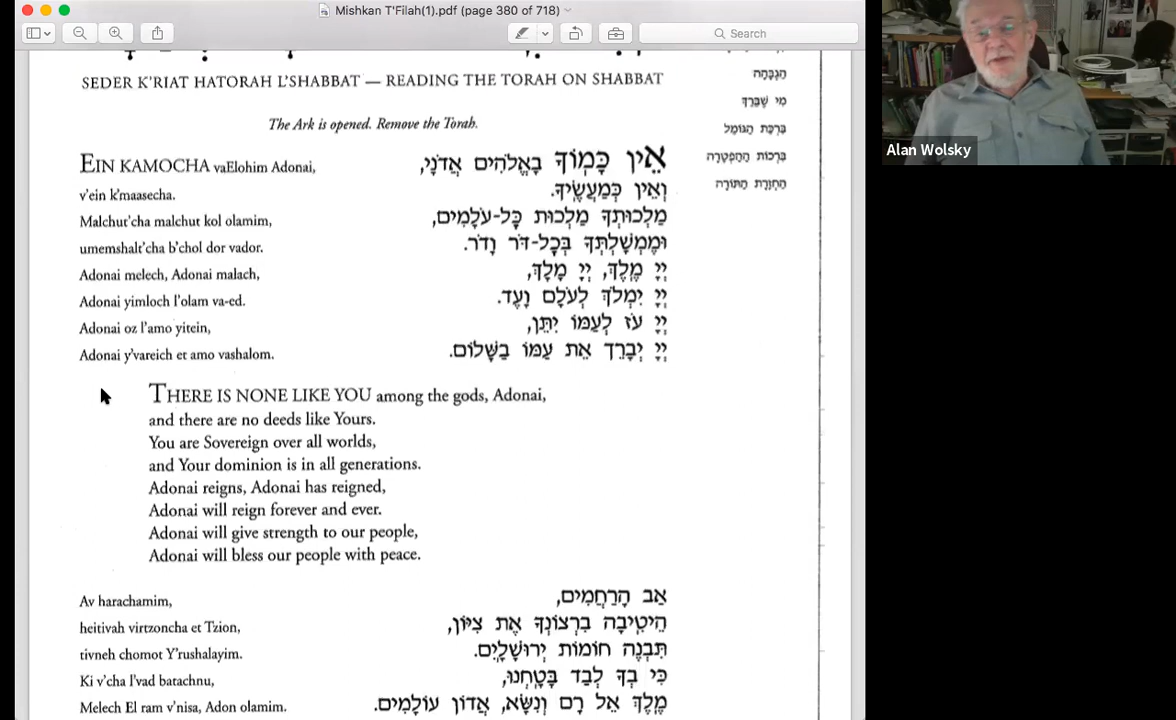 Mishkan T'Filah(1).pdf (page 380 of 718)
Search
SEDER K'RIAT HATORAH L'SHABBAT — READING THE TORAH ON SHABBAT
The Ark is opened. Remove the Torah.
EIN KAMOCHA vaElohim Adonai,
v'ein k'maasecha.
Malchut'cha malchut kol olamim,
umemshalt'cha b'chol dor vador.
Adonai melech, Adonai malach,
Adonai yimloch l'olam va-ed.
Adonai oz l'amo yitein,
Adonai y'vareich et amo vashalom.
אֵין כָּמְוֹךָ בָאֱלֹהִים אֲדֹנָי,
וְאֵין כְּמַעֲשֶֽׂיךָ.
מַלְכוּתְךָ מַלְכוּת כָּל-עֹלָמִים,
וּמֶמְשַׁלְתְּךָ בְּכָל-דֹּר וָדֹר.
יְיָ מֶֽלֶךְ, יְיָ מָלָךְ,
יְיָ יִמְלֹךְ לְעֹלָם וָעֶד.
יְיָ עֹז לְעַמּוֹ יִתֵּן,
יְיָ יְבָרֵךְ אֶת עַמּוֹ בַשָּׁלוֹם.
THERE IS NONE LIKE YOU among the gods, Adonai,
and there are no deeds like Yours.
You are Sovereign over all worlds,
and Your dominion is in all generations.
Adonai reigns, Adonai has reigned,
Adonai will reign forever and ever.
Adonai will give strength to our people,
Adonai will bless our people with peace.
Av harachamim,
heitivah virtzoncha et Tzion,
tivneh chomot Y'rushalayim.
Ki v'cha l'vad batachnu,
Melech El ram v'nisa, Adon olamim.
אַב הָרַחֲמִים,
הֵיטִֽיבָה בִרְצוֹנְךָ אֶת צִיּוֹן,
תִּבְנֶה חוֹמוֹת יְרוּשָׁלָֽיִם.
כִּי בְךָ לְבַד בָּטָֽחְנוּ,
מֶֽלֶךְ אֵל רָם וְנִשָּׂא, אֲדוֹן עוֹלָמִים.
הַגְבָּהָה
מִי שֶׁבֵּרַךְ
בִּרְכַּת הַגּוֹמֵל
בִּרְכוֹת הַהַפְטָרָה
הַחְזָרַת הַתּוֹרָה
Alan Wolsky